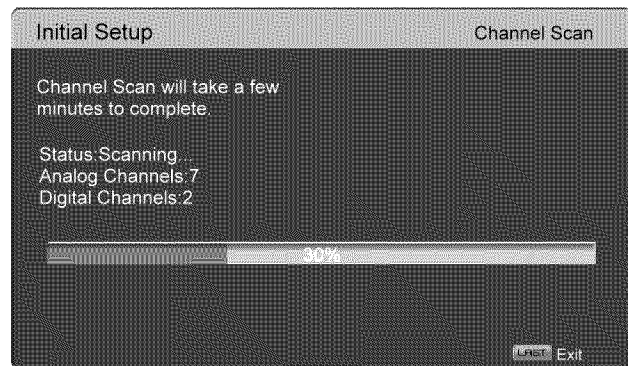 Initial Setup
Channel Scan
Channel Scan will take a few
minutes to complete.
Status:Scanning...
Analog Channels:7
Digital Channels:2
30%
LAST Exit